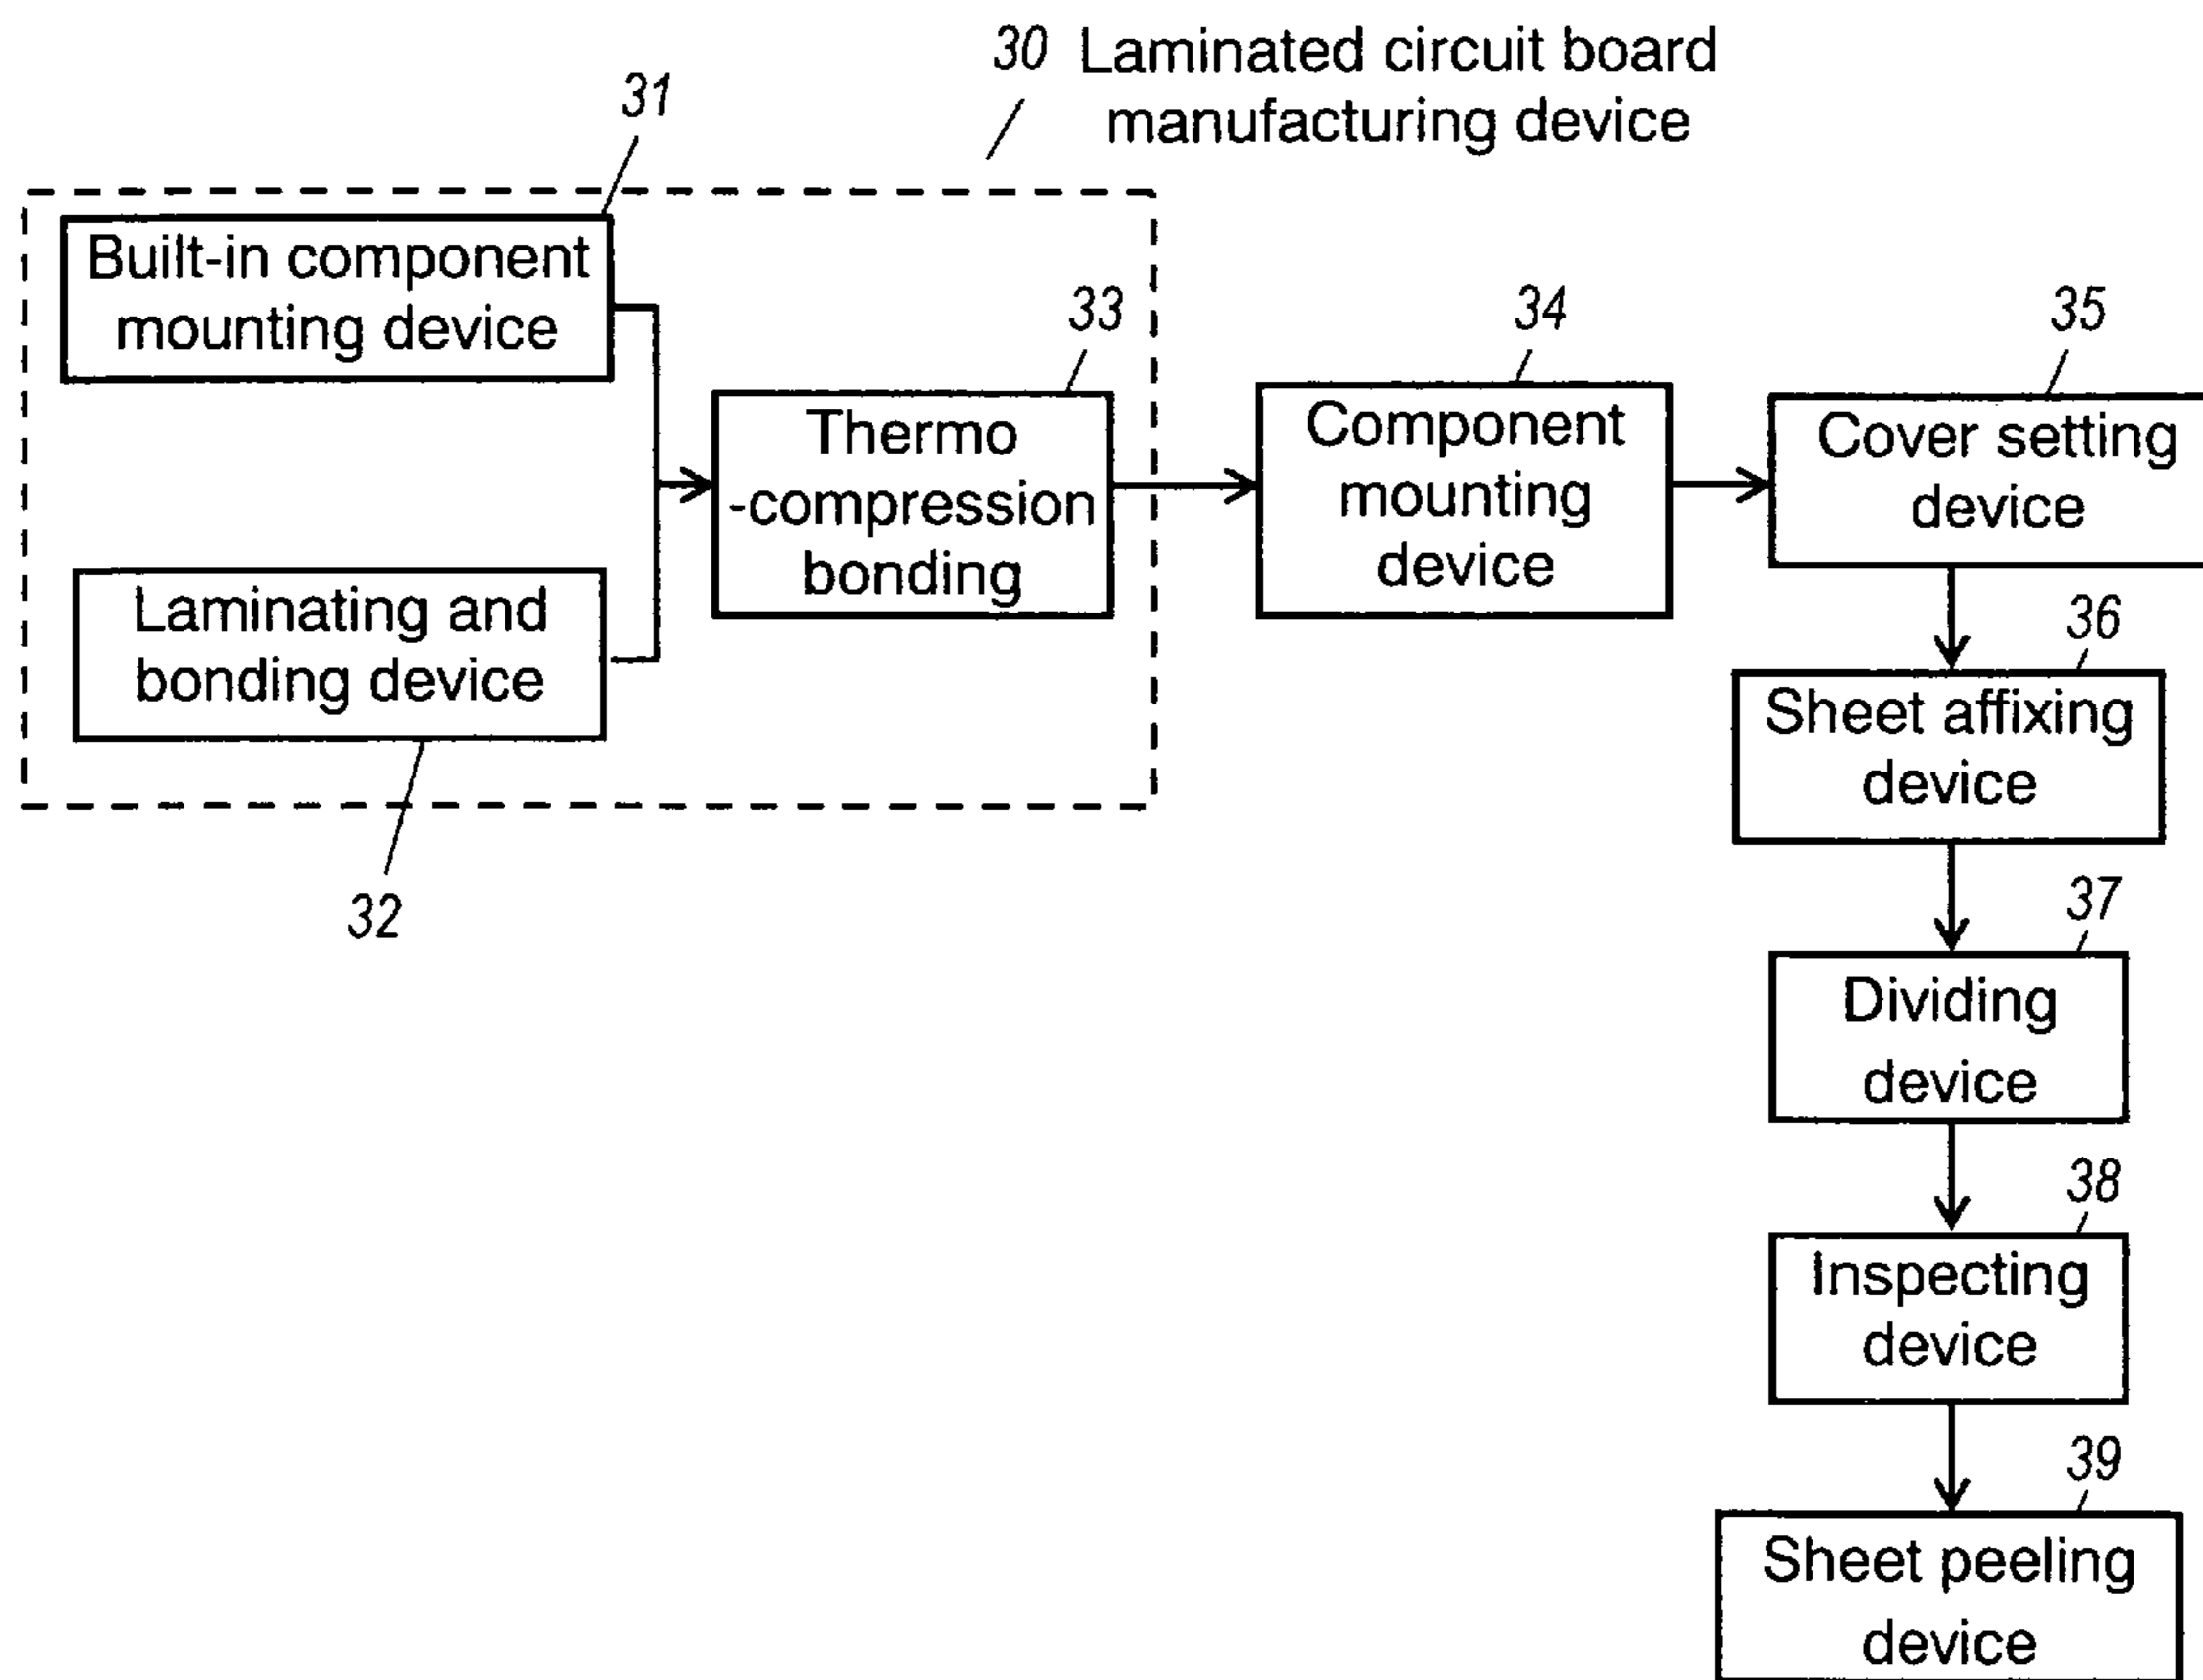 30 Laminated circuit board
manufacturing device
31
Built-in component
mounting device
33
Thermo
-compression
bonding
Laminating and
bonding device
32
34
Component
mounting
device
35
Cover setting
device
36
Sheet affixing
device
37
Dividing
device
38
Inspecting
device
39
Sheet peeling
device